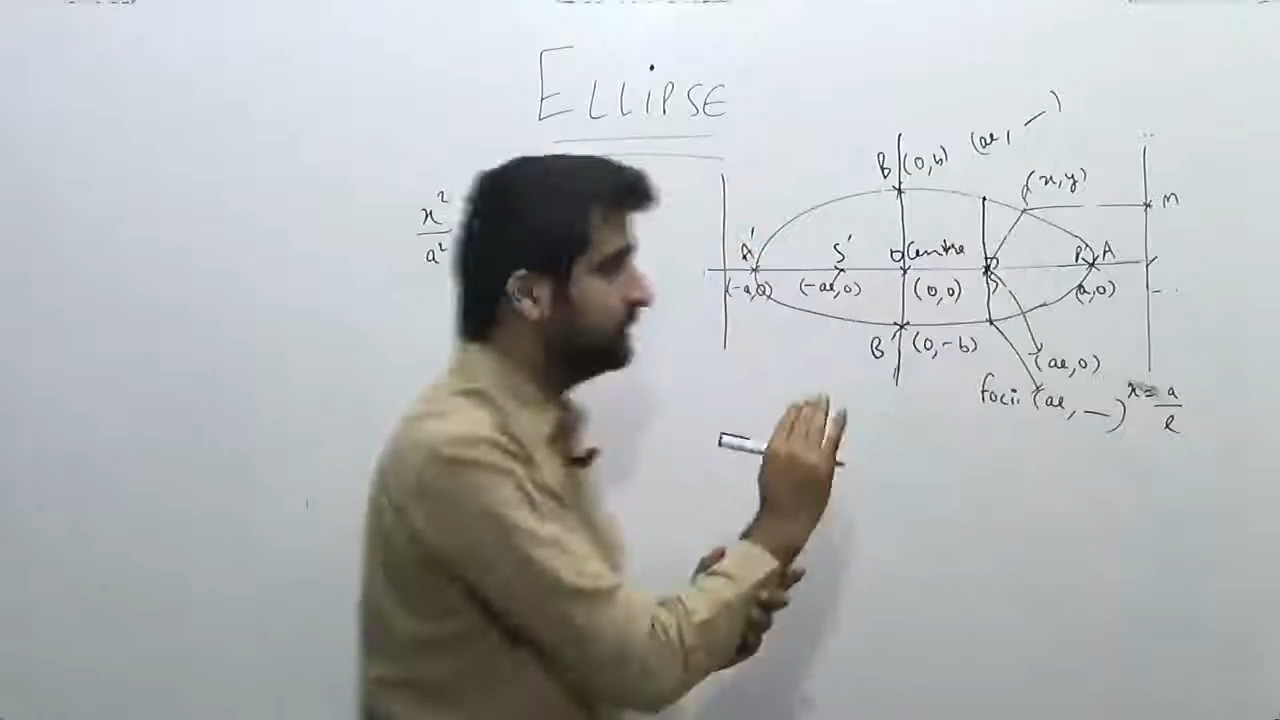 ELLIPSE
x²
a²
B (0,b)
(ae, —)
(x,y)
M
A'
S'
O Centre
P' A
(-a,0)
(-ae,0)
(0,0)
(a,0)
B' (0,-b)
(ae,0)
focii (ae, —)
x = a
e